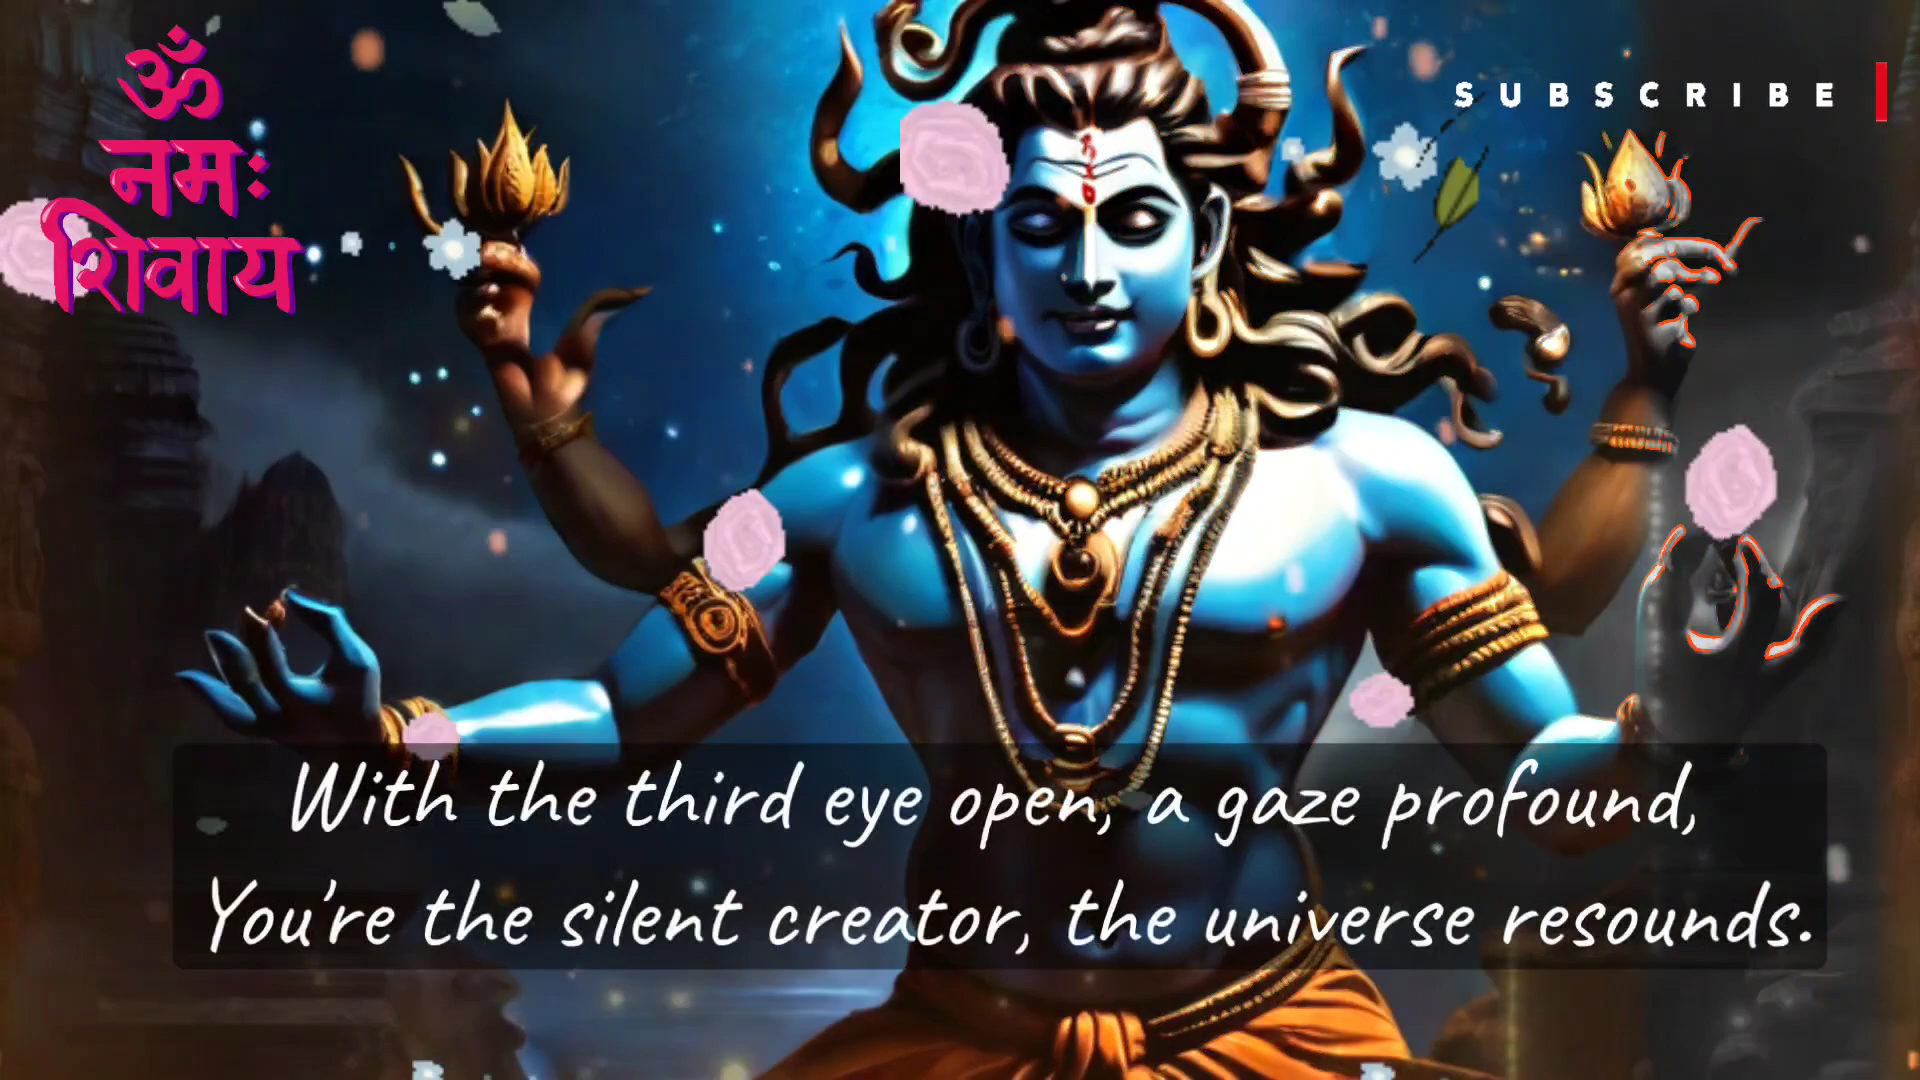 ॐ
नमः
शिवाय
SUBSCRIBE
With the third eye open, a gaze profound,
You're the silent creator, the universe resounds.